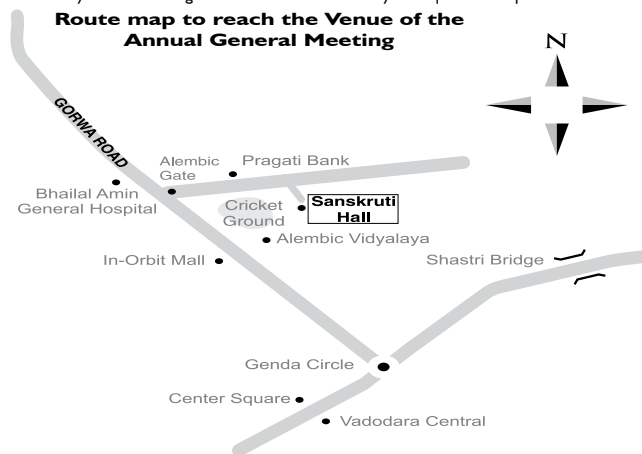 Route map to reach the Venue of the
Annual General Meeting
N
GORWA ROAD
Alembic
Gate
Pragati Bank
Bhailal Amin
General Hospital
Cricket
Ground
Sanskruti
Hall
Alembic Vidyalaya
In-Orbit Mall
Shastri Bridge
Genda Circle
Center Square
Vadodara Central